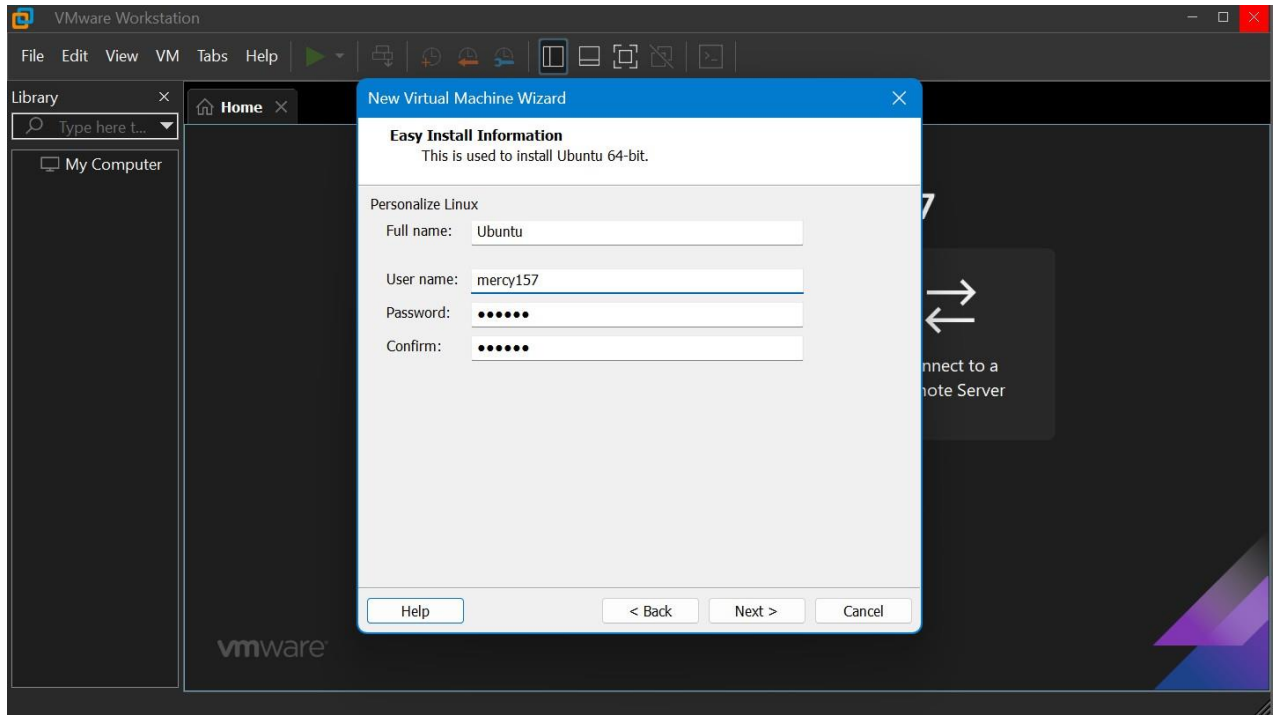 VMware Workstation
File Edit View VM Tabs Help
Library
Home
Type here t...
My Computer
New Virtual Machine Wizard
Easy Install Information
This is used to install Ubuntu 64-bit.
Personalize Linux
Full name: Ubuntu
User name: mercy157
Password: ••••••
Confirm: ••••••
7
nnect to a
note Server
Help < Back Next > Cancel
vmware